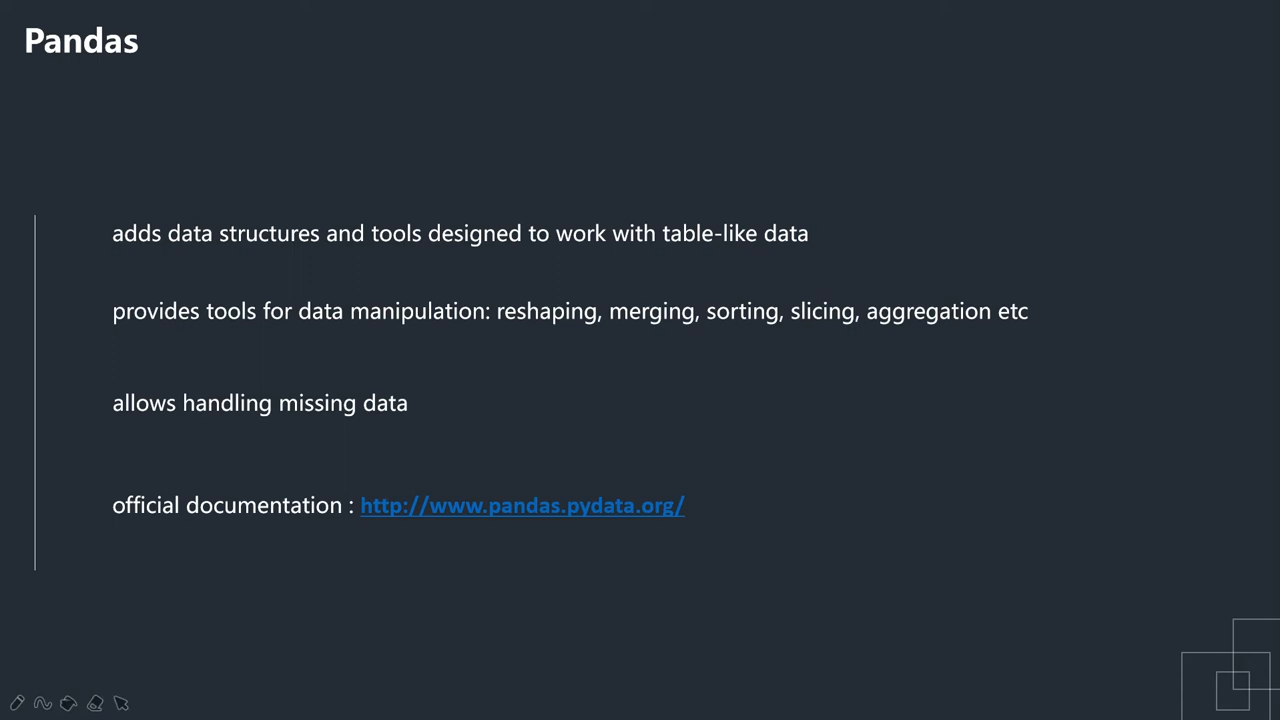 Pandas
adds data structures and tools designed to work with table-like data
provides tools for data manipulation: reshaping, merging, sorting, slicing, aggregation etc
allows handling missing data
official documentation : http://www.pandas.pydata.org/